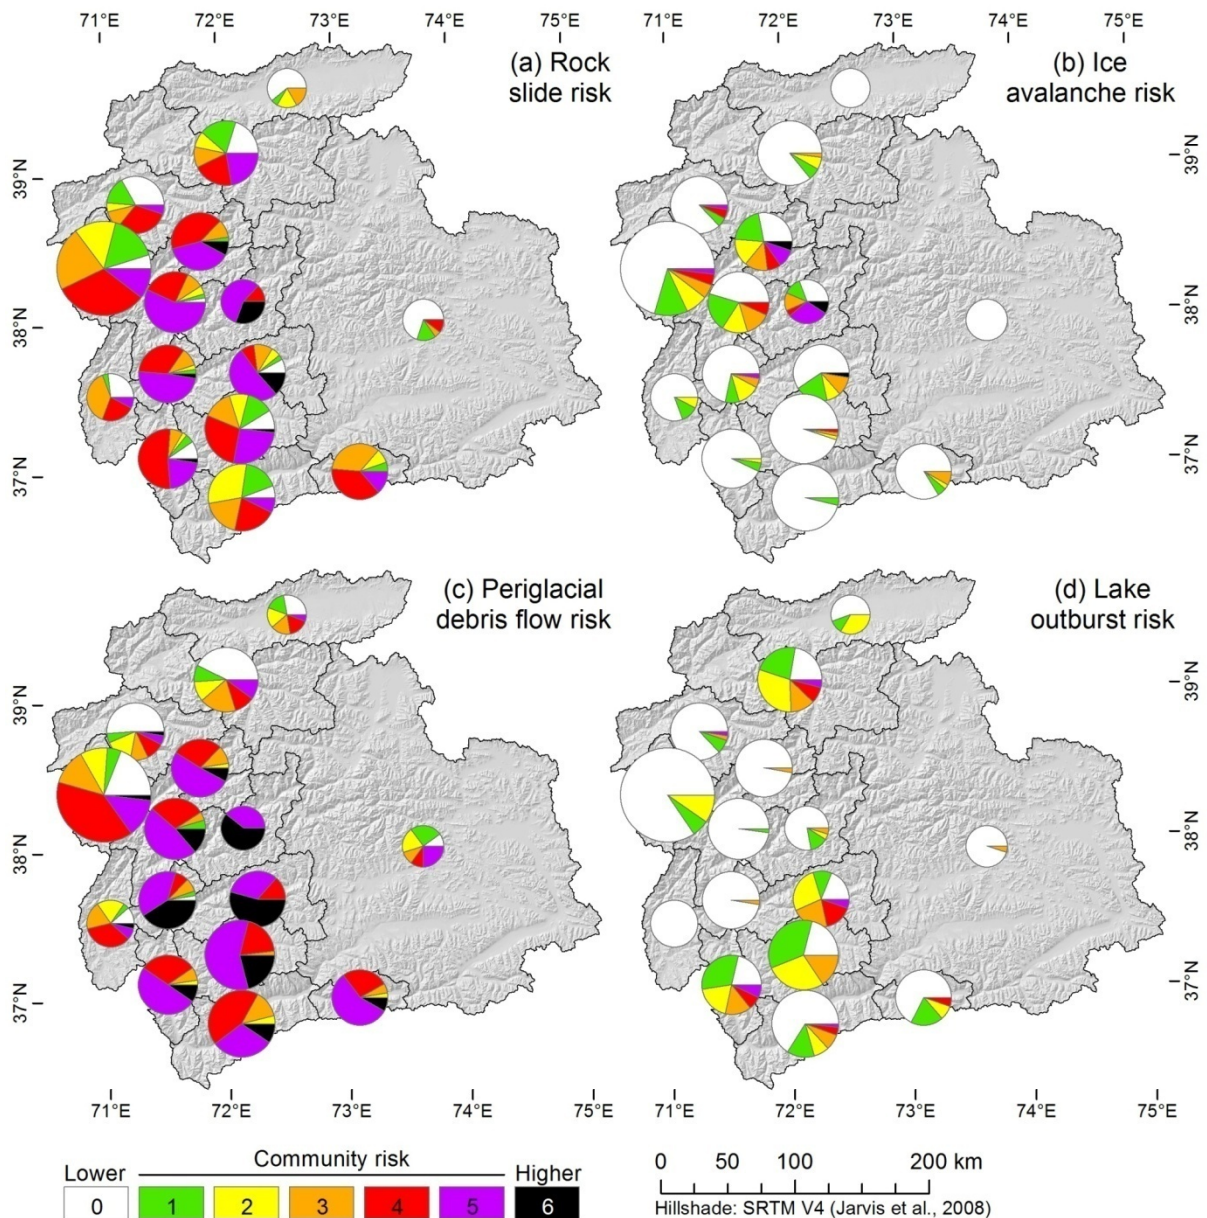 71°E 72°E 73°E 74°E 75°E 71°E 72°E 73°E 74°E 75°E
(a) Rock
slide risk
(b) Ice
avalanche risk
39°N 39°N
38°N 38°N
37°N 37°N
(c) Periglacial
debris flow risk
(d) Lake
outburst risk
39°N 39°N
38°N 38°N
37°N 37°N
71°E 72°E 73°E 74°E 75°E 71°E 72°E 73°E 74°E 75°E
Lower Community risk Higher
0 1 2 3 4 5 6
0 50 100 200 km
Hillshade: SRTM V4 (Jarvis et al., 2008)